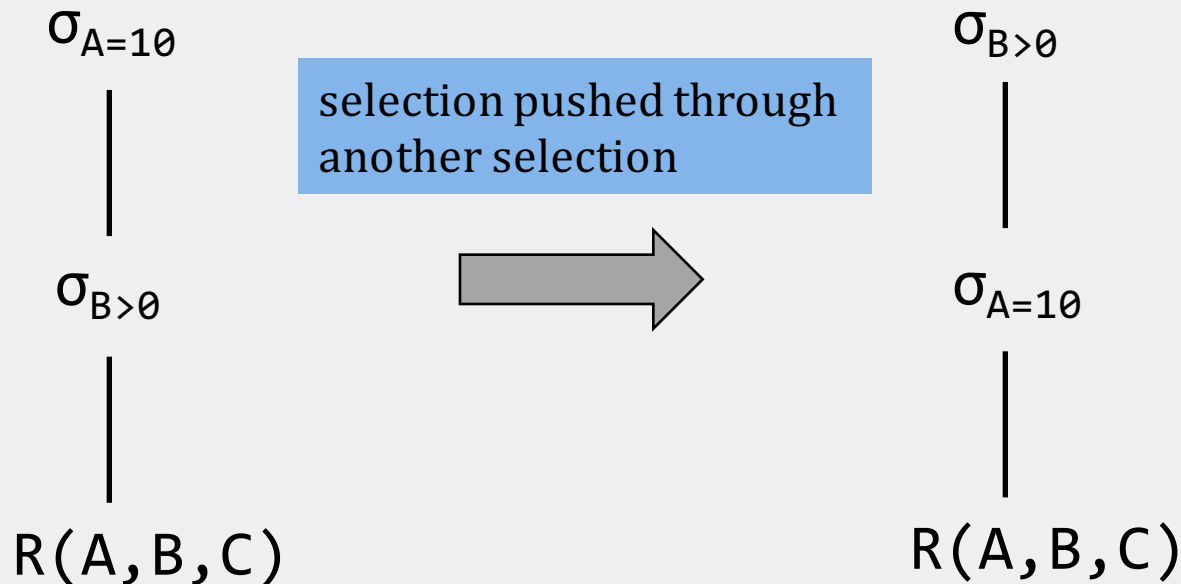 σA=10
σB>0
selection pushed through
another selection
σB>0
σA=10
R(A,B,C)
R(A,B,C)